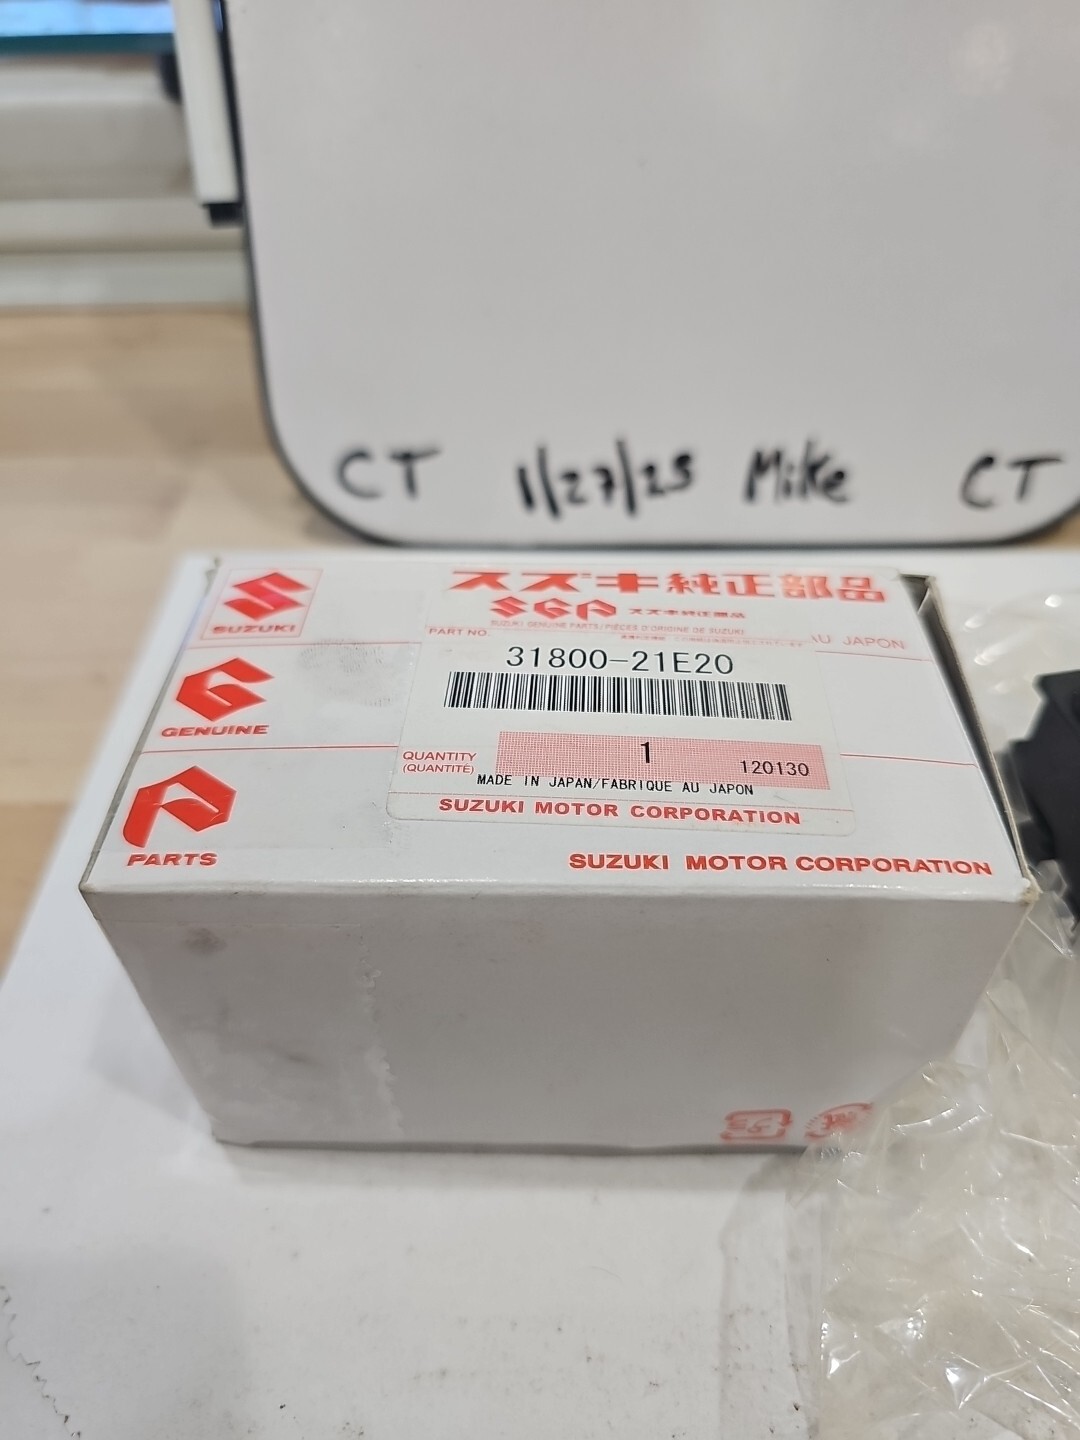 CT 1/27/25 Mike CT
SUZUKI
GENUINE
PARTS
スズキ純正部品
SGP スズキ純正部品
SUZUKI GENUINE PARTS/PIÈCES D'ORIGINE DE SUZUKI
PART NO.
AU JAPON
31800-21E20
QUANTITY
(QUANTITÉ)
1
120130
MADE IN JAPAN/FABRIQUE AU JAPON
SUZUKI MOTOR CORPORATION
SUZUKI MOTOR CORPORATION